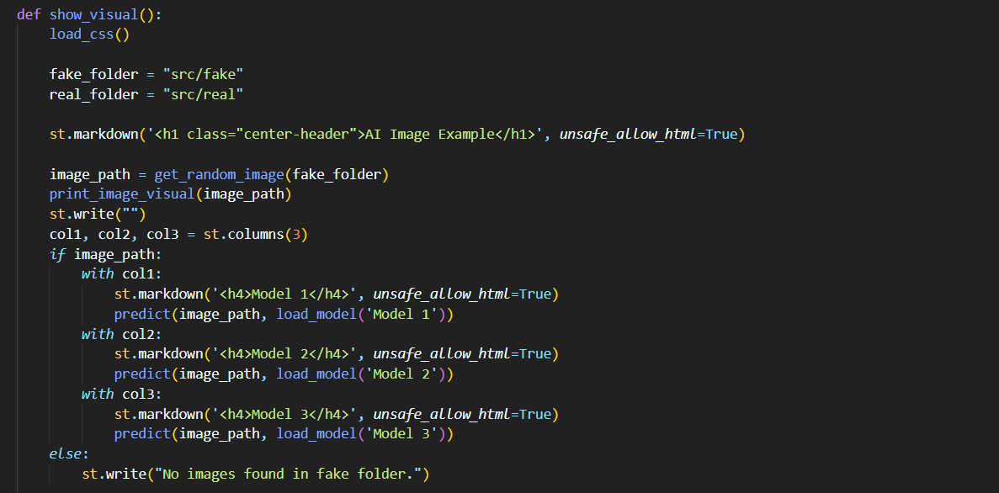 def show_visual():
    load_css()

    fake_folder = "src/fake"
    real_folder = "src/real"

    st.markdown('<h1 class="center-header">AI Image Example</h1>', unsafe_allow_html=True)

    image_path = get_random_image(fake_folder)
    print_image_visual(image_path)
    st.write("")
    col1, col2, col3 = st.columns(3)
    if image_path:
        with col1:
            st.markdown('<h4>Model 1</h4>', unsafe_allow_html=True)
            predict(image_path, load_model('Model 1'))
        with col2:
            st.markdown('<h4>Model 2</h4>', unsafe_allow_html=True)
            predict(image_path, load_model('Model 2'))
        with col3:
            st.markdown('<h4>Model 3</h4>', unsafe_allow_html=True)
            predict(image_path, load_model('Model 3'))
    else:
        st.write("No images found in fake folder.")